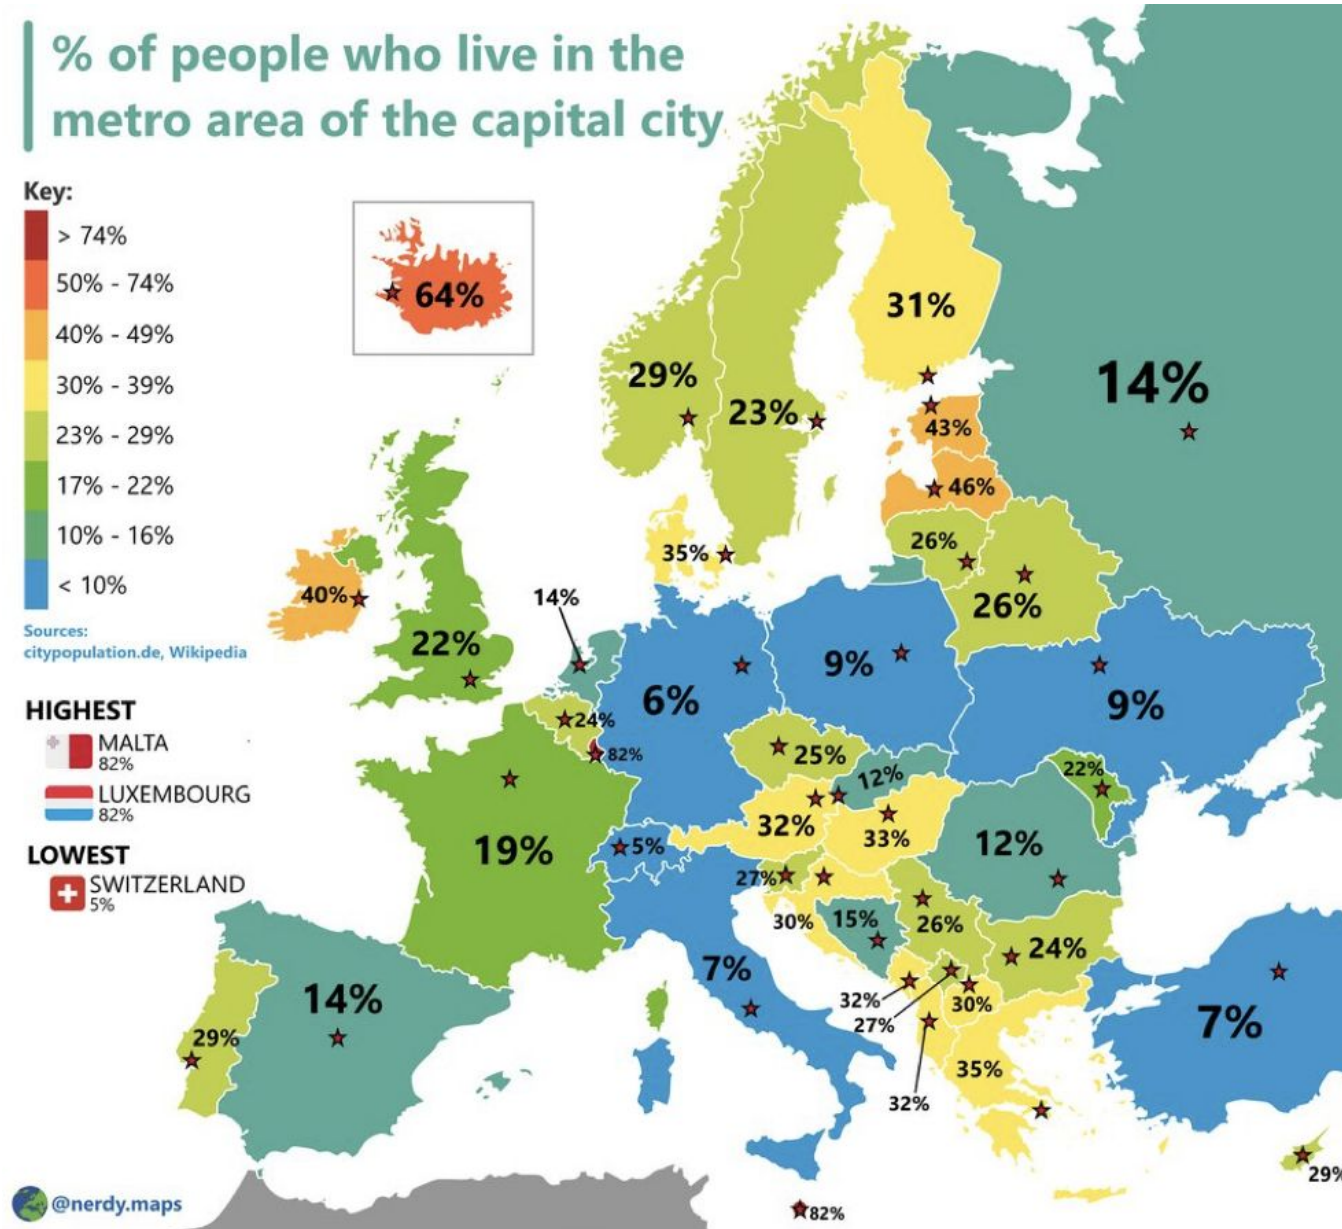 % of people who live in the
metro area of the capital city
Key:
> 74%
50% - 74%
40% - 49%
30% - 39%
23% - 29%
17% - 22%
10% - 16%
< 10%
Sources:
citypopulation.de, Wikipedia
HIGHEST
MALTA
82%
LUXEMBOURG
82%
LOWEST
SWITZERLAND
5%
64%
31%
29%
23%
14%
43%
46%
35%
26%
26%
40%
14%
22%
6%
9%
9%
24%
82%
25%
12%
22%
32%
33%
12%
19%
5%
27%
30%
15%
26%
24%
7%
32%
27%
30%
14%
29%
7%
35%
32%
29%
82%
@nerdy.maps